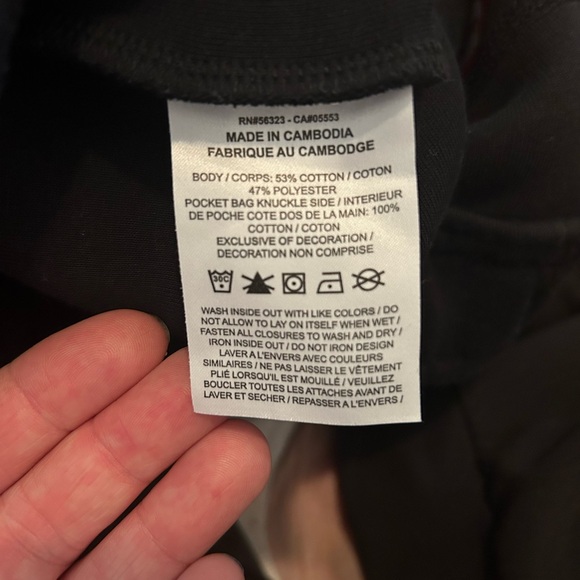 RN#56323 - CA#05553
MADE IN CAMBODIA
FABRIQUE AU CAMBODGE
BODY / CORPS: 53% COTTON / COTON
47% POLYESTER
POCKET BAG KNUCKLE SIDE / INTERIEUR
DE POCHE COTE DOS DE LA MAIN: 100%
COTTON / COTON
EXCLUSIVE OF DECORATION /
DECORATION NON COMPRISE
30C
WASH INSIDE OUT WITH LIKE COLORS / DO
NOT ALLOW TO LAY ON ITSELF WHEN WET /
FASTEN ALL CLOSURES TO WASH AND DRY /
IRON INSIDE OUT / DO NOT IRON DESIGN
LAVER A L'ENVERS AVEC COULEURS
SIMILAIRES / NE PAS LAISSER LE VÊTEMENT
PLIÉ LORSQU'IL EST MOUILLÉ / VEUILLEZ
BOUCLER TOUTES LES ATTACHES AVANT DE
LAVER ET SECHER / REPASSER A L'ENVERS /